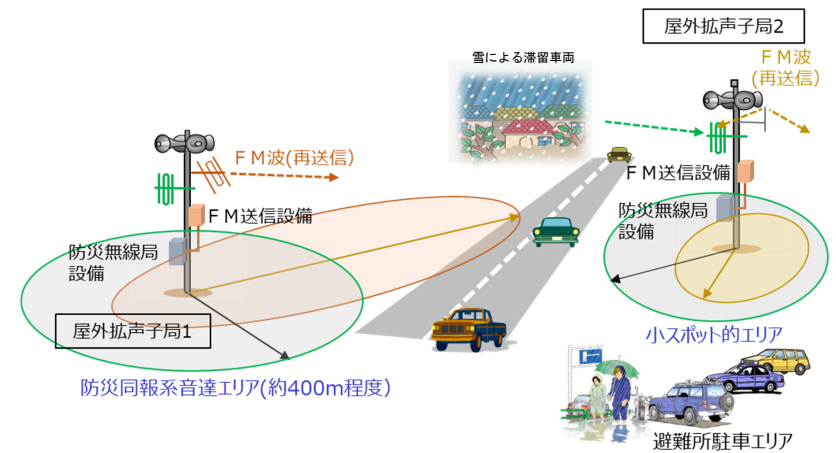 屋外拡声子局2
雪による滞留車両
ＦＭ波
(再送信)
ＦＭ波(再送信)
ＦＭ送信設備
ＦＭ送信設備
防災無線局
設備
防災無線局
設備
屋外拡声子局1
小スポット的エリア
防災同報系音達エリア(約400m程度)
避難所駐車エリア